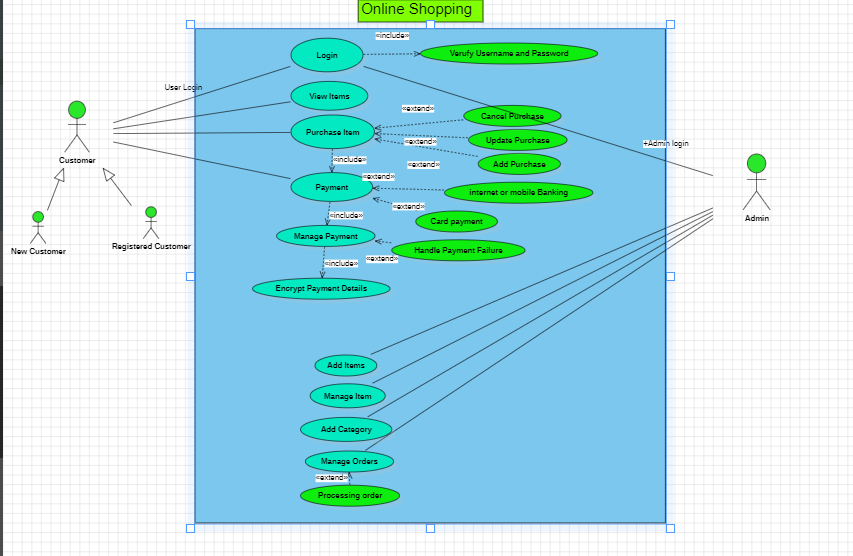 Online Shopping
«include»
Login
Verufy Username and Password
User Login
View Items
«extend»
Cancel Purchase
Purchase Item
«extend»
Update Purchase
+Admin login
Customer
«include»
«extend»
Add Purchase
«extend»
Payment
internet or mobile Banking
Admin
«extend»
«include»
Card payment
New Customer
Registered Customer
Manage Payment
Handle Payment Failure
«extend»
«include»
Encrypt Payment Details
Add Items
Manage Item
Add Category
Manage Orders
«extend»
Processing order